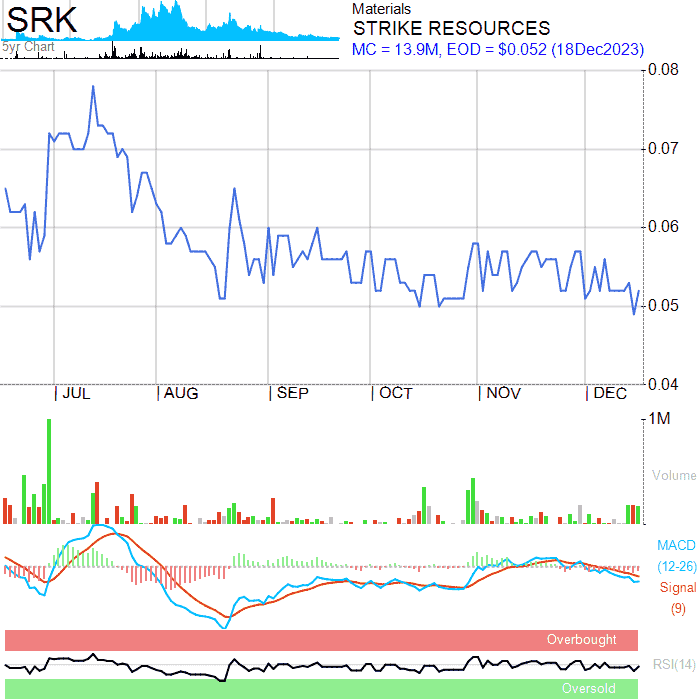 SRK
5yr Chart
Materials
STRIKE RESOURCES
MC = 13.9M, EOD = $0.052 (18Dec2023)
0.08
0.07
0.06
0.05
0.04
JUL AUG SEP OCT NOV DEC
1M
Volume
MACD
(12-26)
Signal
(9)
Overbought
RSI(14)
Oversold